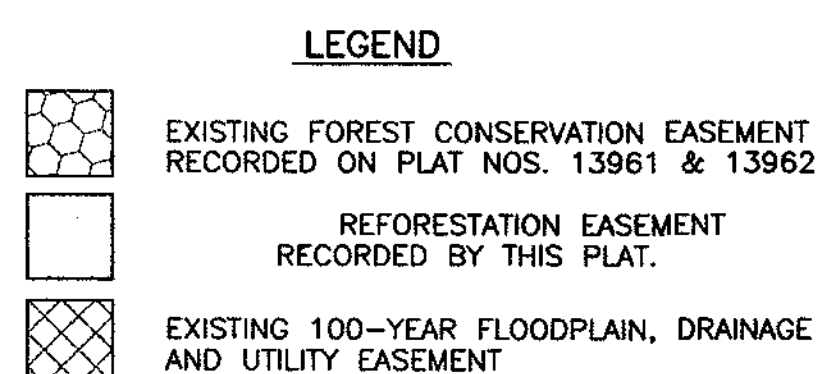 LEGEND
EXISTING FOREST CONSERVATION EASEMENT
RECORDED ON PLAT NOS. 13961 & 13962
REFORESTATION EASEMENT
RECORDED BY THIS PLAT.
EXISTING 100-YEAR FLOODPLAIN, DRAINAGE
AND UTILITY EASEMENT